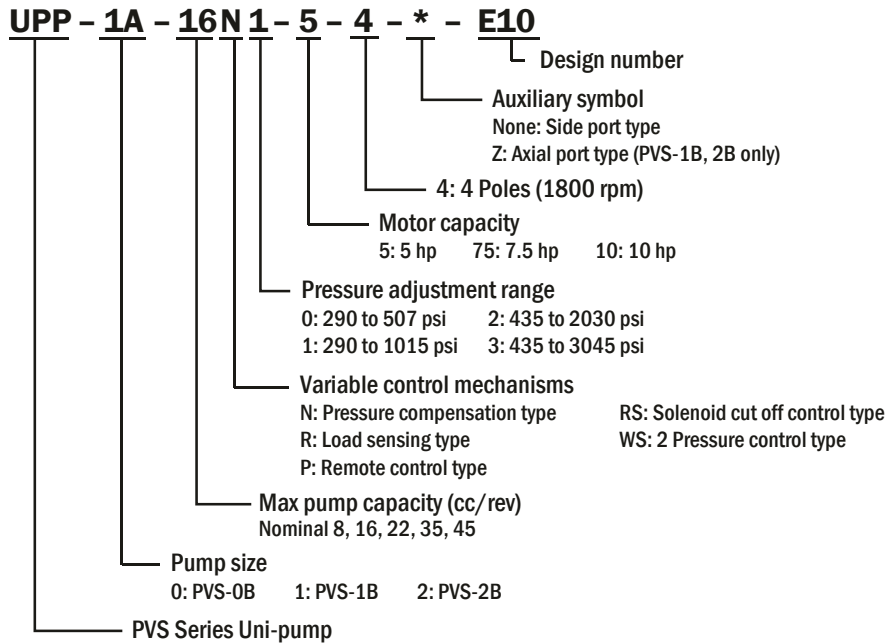 UPP – 1A – 16N1 – 5 – 4 – * – E10
Design number
Auxiliary symbol
None: Side port type
Z: Axial port type (PVS-1B, 2B only)
4: 4 Poles (1800 rpm)
Motor capacity
5: 5 hp 75: 7.5 hp 10: 10 hp
Pressure adjustment range
0: 290 to 507 psi 2: 435 to 2030 psi
1: 290 to 1015 psi 3: 435 to 3045 psi
Variable control mechanisms
N: Pressure compensation type RS: Solenoid cut off control type
R: Load sensing type WS: 2 Pressure control type
P: Remote control type
Max pump capacity (cc/rev)
Nominal 8, 16, 22, 35, 45
Pump size
0: PVS-0B 1: PVS-1B 2: PVS-2B
PVS Series Uni-pump